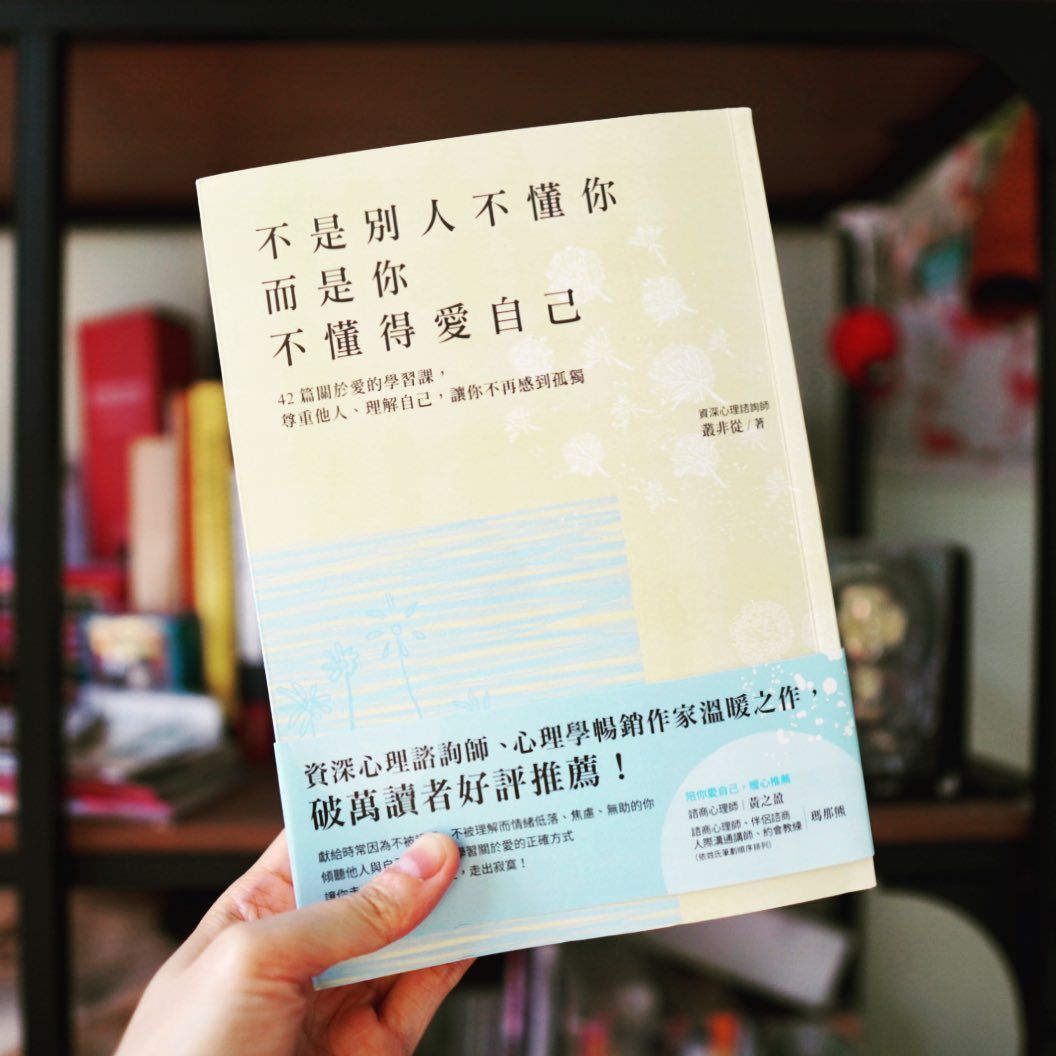 不是別人不懂你
而是你
不懂得愛自己
42 篇關於愛的學習課，
尊重他人、理解自己，讓你不再感到孤獨
資深心理諮詢師
叢非從／著
資深心理諮詢師、心理學暢銷作家溫暖之作，
破萬讀者好評推薦！
獻給時常因為不被 不被理解而情緒低落、焦慮、無助的你
傾聽他人與自 學習關於愛的正確方式
讓你走 ，走出寂寞！
陪你愛自己，暖心推薦
諮商心理師｜黃之盈
諮商心理師、伴侶諮商
人際溝通講師、約會教練｜瑪那熊
（依姓氏筆劃順序排列）